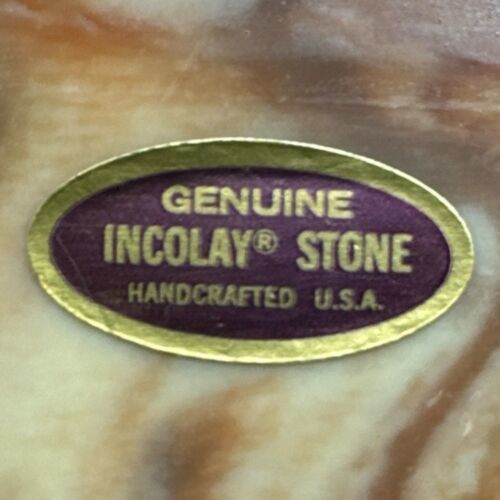 GENUINE
INCOLAY® STONE
HANDCRAFTED U.S.A.